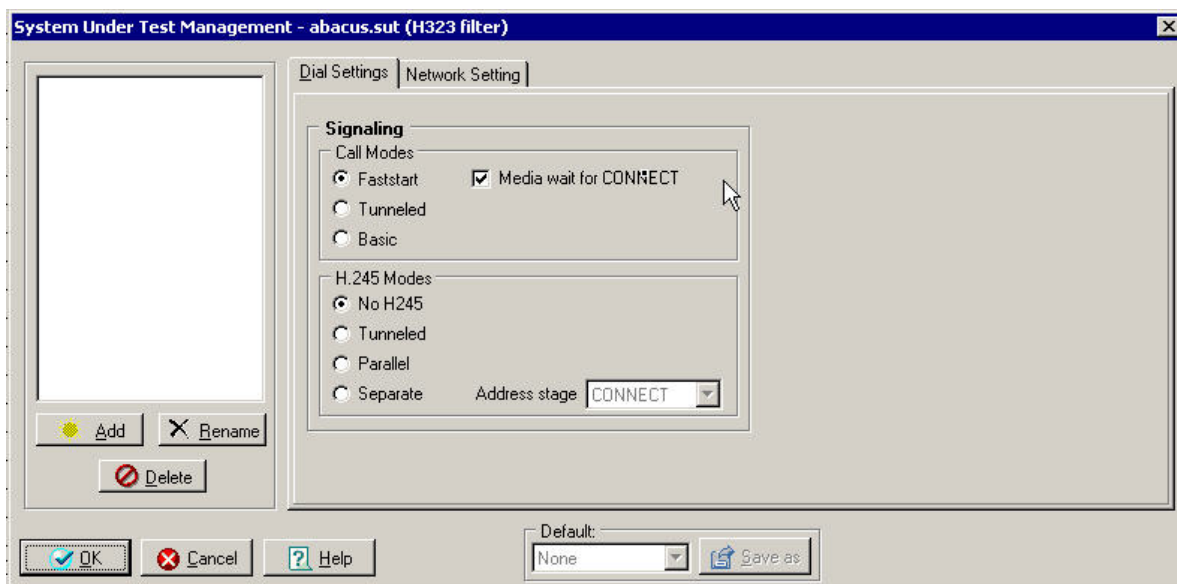 System Under Test Management - abacus.sut (H323 filter)
Dial Settings
Network Setting
Signaling
Call Modes
Faststart
Media wait for CONNECT
Tunneled
Basic
H.245 Modes
No H245
Tunneled
Parallel
Separate
Address stage
CONNECT
Add
Rename
Delete
OK
Cancel
Help
Default:
None
Save as